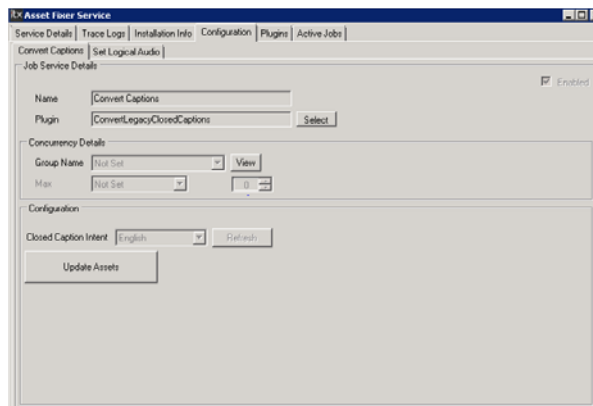 itx Asset Fixer Service
Service Details Trace Logs Installation Info Configuration Plugins Active Jobs
Convert Captions Set Logical Audio
Job Service Details
Enabled
Name Convert Captions
Plugin ConvertLegacyClosedCaptions Select
Concurrency Details
Group Name Not Set View
Max Not Set 0
Configuration
Closed Caption Intent English Refresh
Update Assets